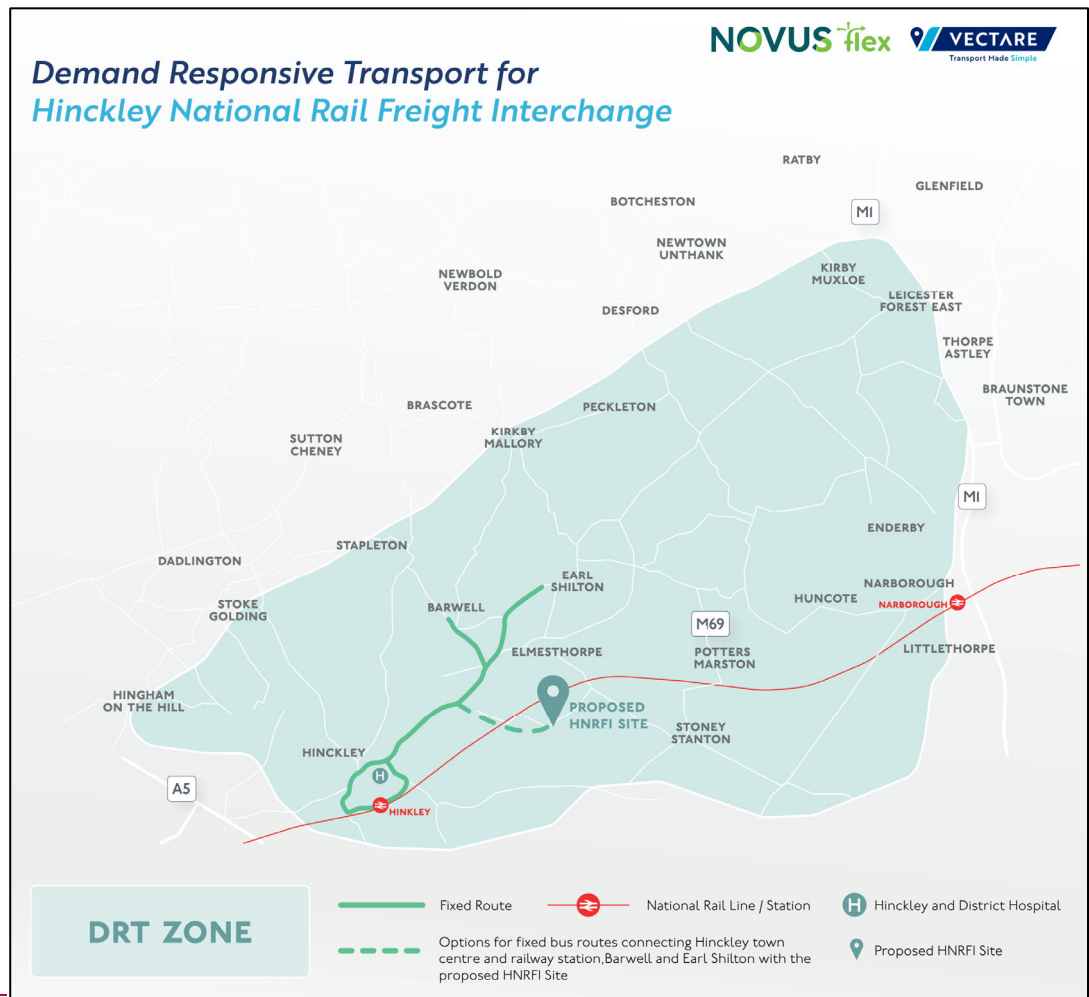 NOVUS flex
VECTARE
Transport Made Simple
Demand Responsive Transport for
Hinckley National Rail Freight Interchange
RATBY
GLENFIELD
BOTCHESTON
M1
NEWTOWN
UNTHANK
KIRBY
MUXLOE
NEWBOLD
VERDON
LEICESTER
FOREST EAST
DESFORD
THORPE
ASTLEY
BRAUNSTONE
TOWN
BRASCOTE
PECKLETON
KIRKBY
MALLORY
SUTTON
CHENEY
M1
ENDERBY
STAPLETON
DADLINGTON
EARL
SHILTON
NARBOROUGH
HUNCOTE
NARBOROUGH
STOKE
GOLDING
BARWELL
M69
ELMESTHORPE
POTTERS
MARSTON
LITTLETHORPE
HINGHAM
ON THE HILL
PROPOSED
HNRFI SITE
STONEY
STANTON
HINCKLEY
H
A5
HINKLEY
DRT ZONE
Fixed Route
National Rail Line / Station
H
Hinckley and District Hospital
Options for fixed bus routes connecting Hinckley town
centre and railway station,Barwell and Earl Shilton with the
proposed HNRFI Site
Proposed HNRFI Site